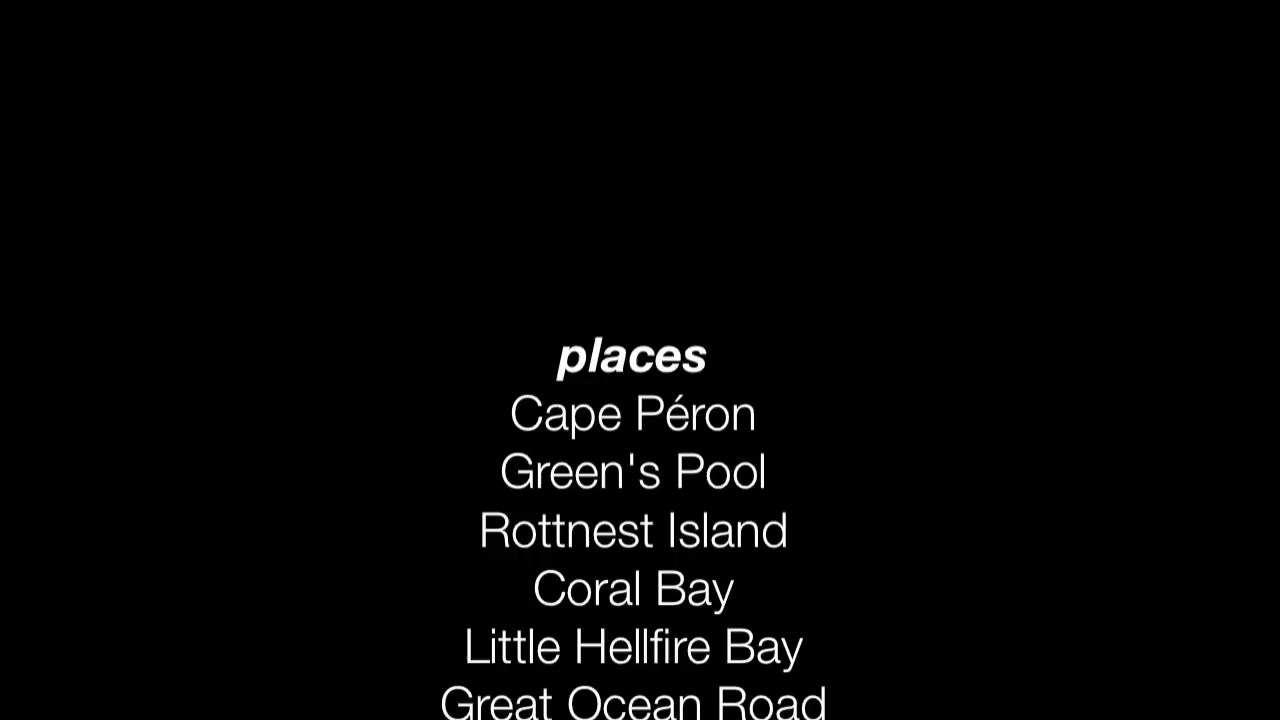 places
Cape Péron
Green's Pool
Rottnest Island
Coral Bay
Little Hellfire Bay
Great Ocean Road